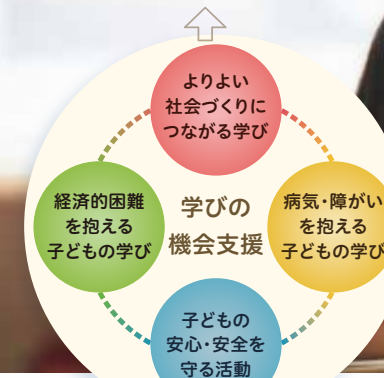 よりよい
社会づくりに
つながる学び
経済的困難
を抱える
子どもの学び
学びの
機会支援
病気・障がい
を抱える
子どもの学び
子どもの
安心・安全を
守る活動